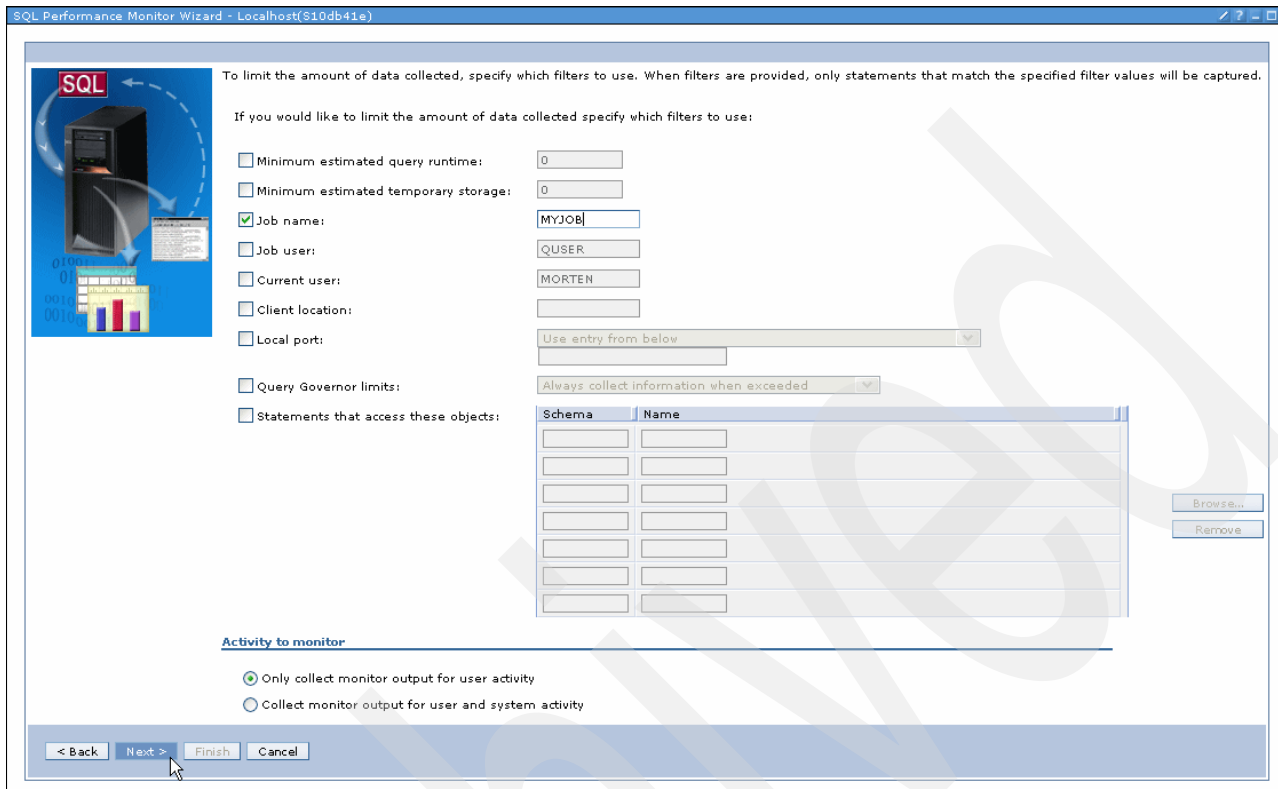 SQL Performance Monitor Wizard - Localhost(S10db41e)
SQL
To limit the amount of data collected, specify which filters to use. When filters are provided, only statements that match the specified filter values will be captured.
If you would like to limit the amount of data collected specify which filters to use:
Minimum estimated query runtime: 0
Minimum estimated temporary storage: 0
Job name: MYJOB
Job user: QUSER
Current user: MORTEN
Client location:
Local port: Use entry from below
Query Governor limits: Always collect information when exceeded
Statements that access these objects: Schema Name
Browse...
Remove
Activity to monitor
Only collect monitor output for user activity
Collect monitor output for user and system activity
< Back Next > Finish Cancel